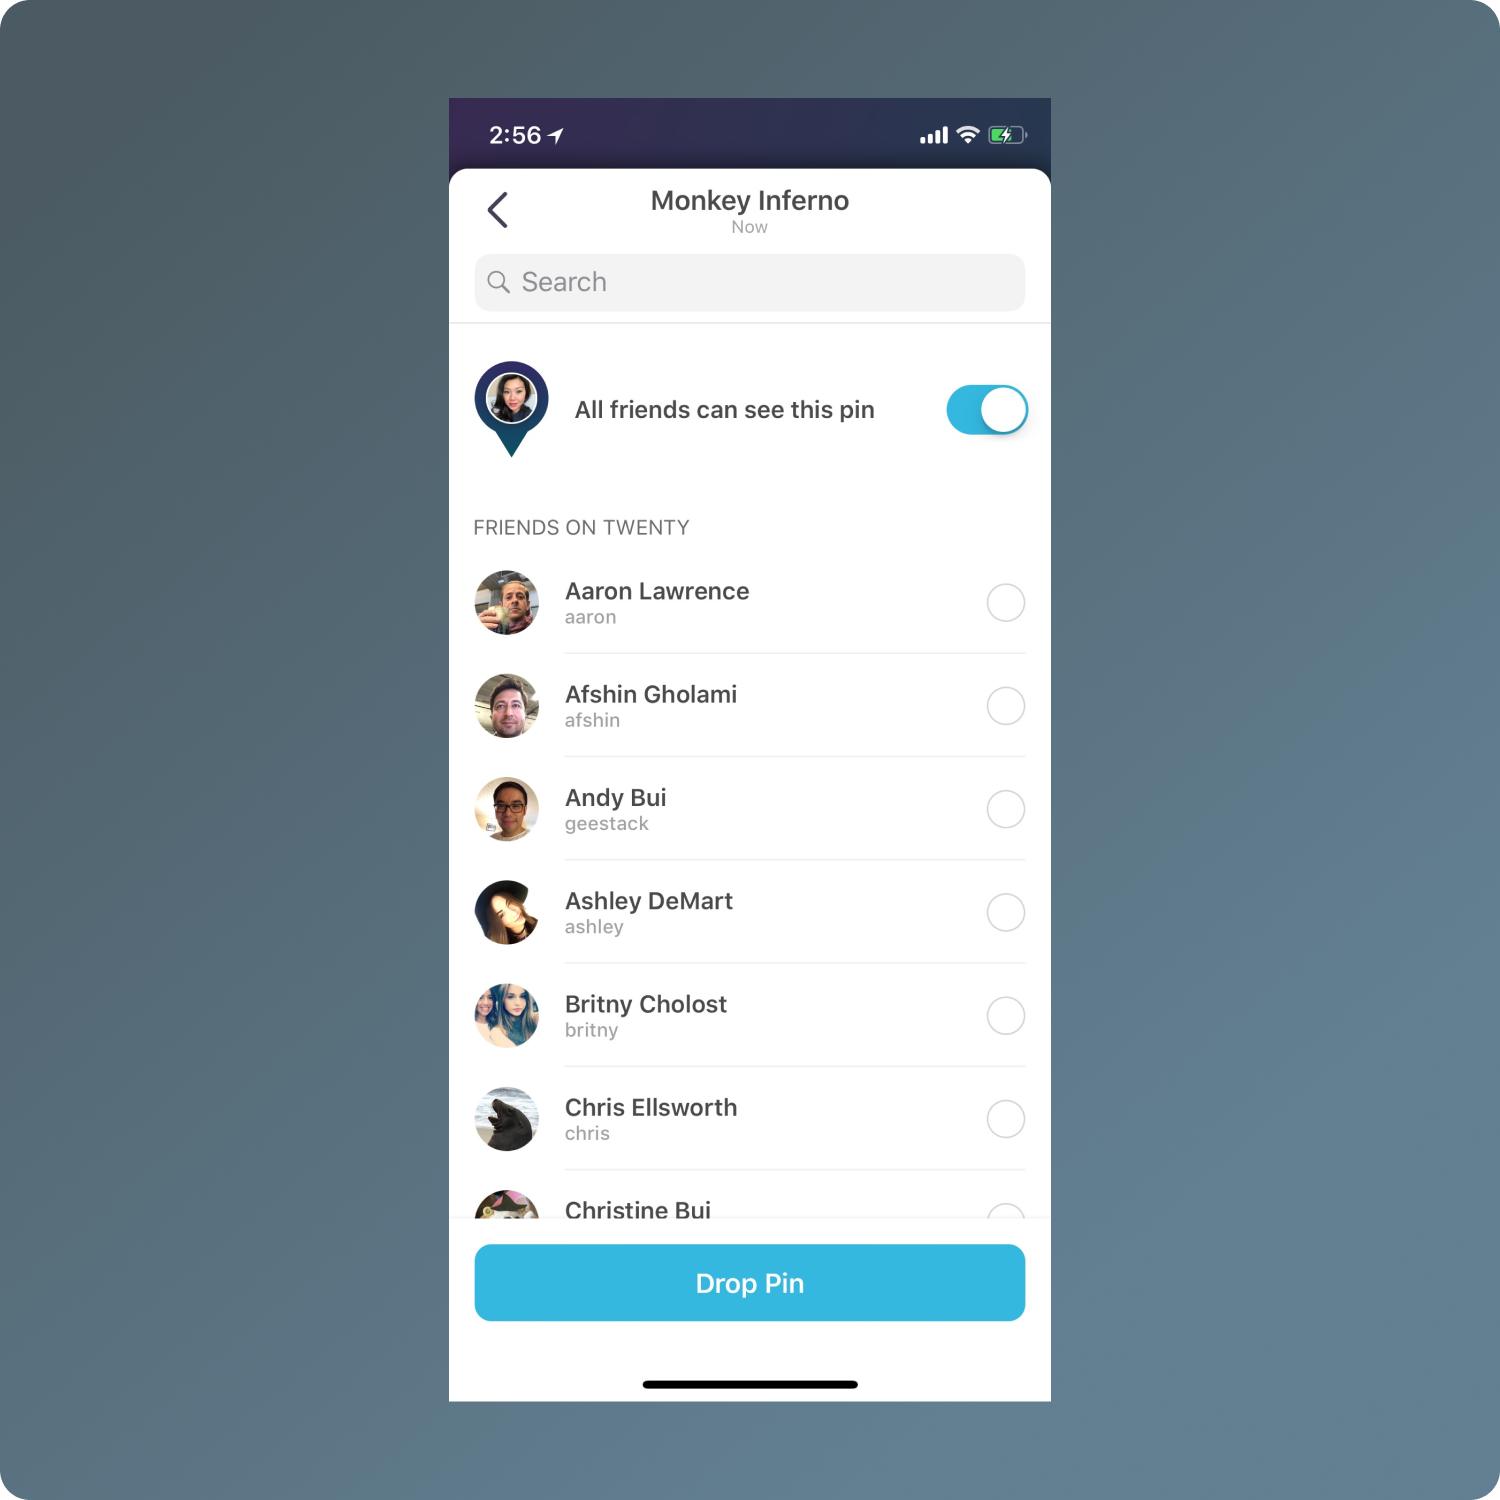 2:56
Monkey Inferno
Now
Search
All friends can see this pin
FRIENDS ON TWENTY
Aaron Lawrence
aaron
Afshin Gholami
afshin
Andy Bui
geestack
Ashley DeMart
ashley
Britny Cholost
britny
Chris Ellsworth
chris
Christine Bui
Drop Pin